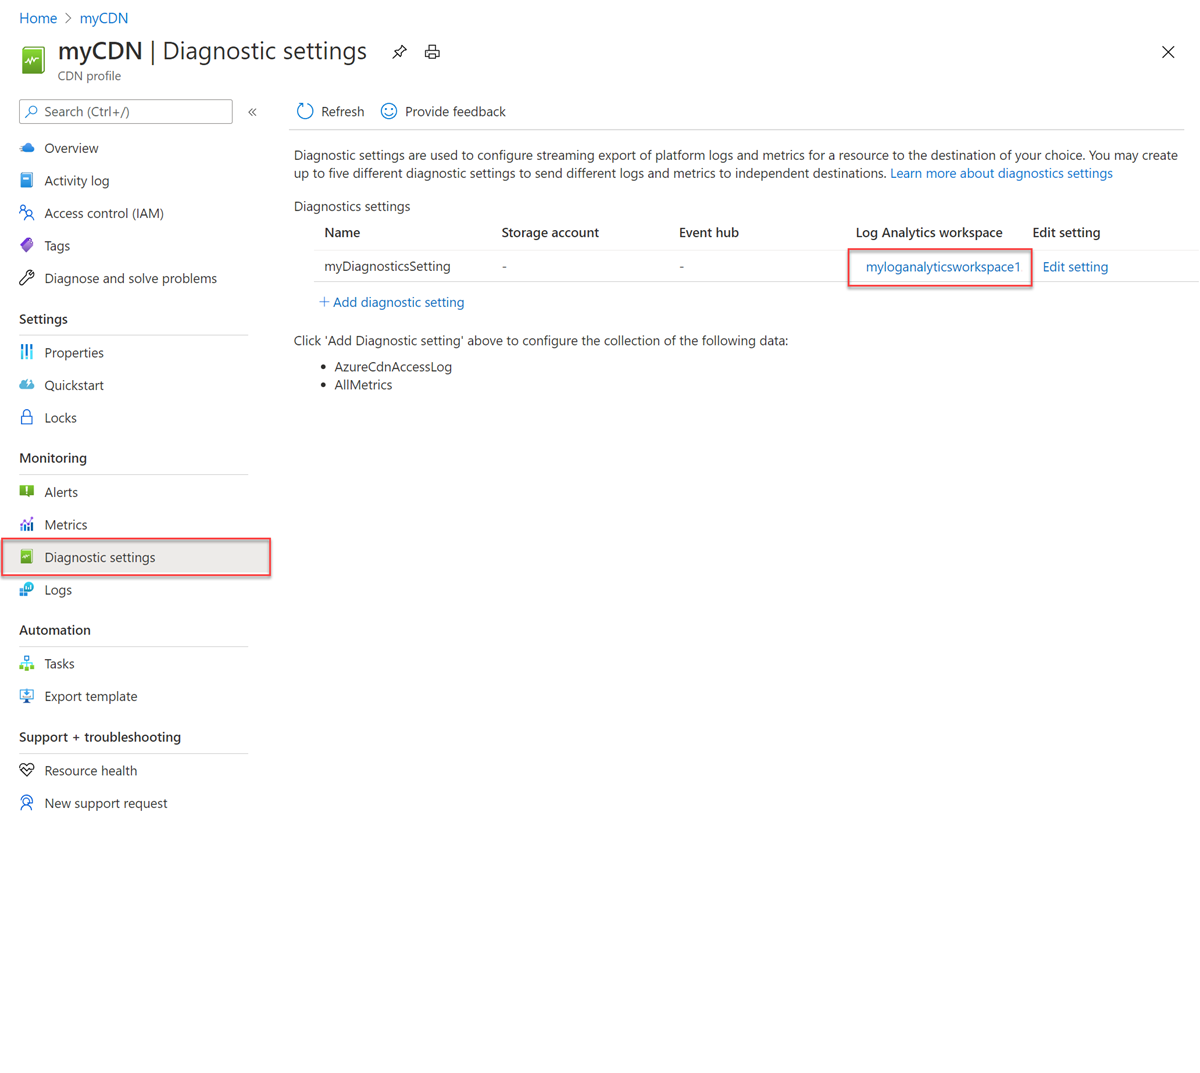 Home > myCDN
myCDN | Diagnostic settings
CDN profile
Search (Ctrl+/)
«
Refresh
Provide feedback
Overview
Activity log
Access control (IAM)
Tags
Diagnose and solve problems
Settings
Properties
Quickstart
Locks
Monitoring
Alerts
Metrics
Diagnostic settings
Logs
Automation
Tasks
Export template
Support + troubleshooting
Resource health
New support request
Diagnostic settings are used to configure streaming export of platform logs and metrics for a resource to the destination of your choice. You may create
up to five different diagnostic settings to send different logs and metrics to independent destinations. Learn more about diagnostics settings
Diagnostics settings
Name Storage account Event hub Log Analytics workspace Edit setting
myDiagnosticsSetting - - myloganalyticsworkspace1 Edit setting
+ Add diagnostic setting
Click 'Add Diagnostic setting' above to configure the collection of the following data:
• AzureCdnAccessLog
• AllMetrics